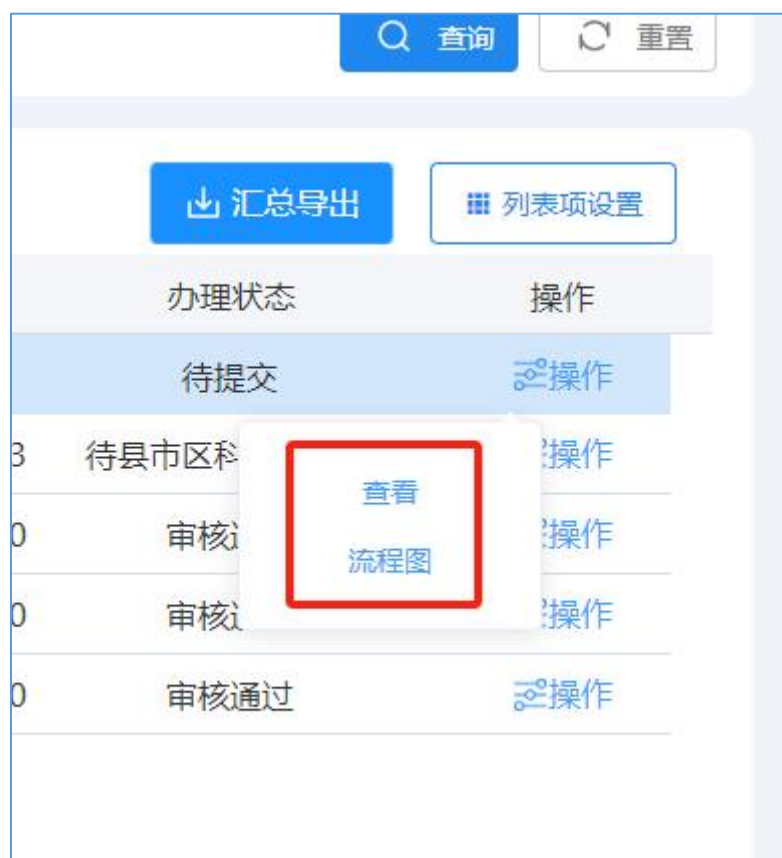 查询 重置
汇总导出 列表项设置
办理状态 操作
待提交 操作
3 待县市区科 操作
查看
0 审核 操作
流程图
0 审核 操作
0 审核通过 操作